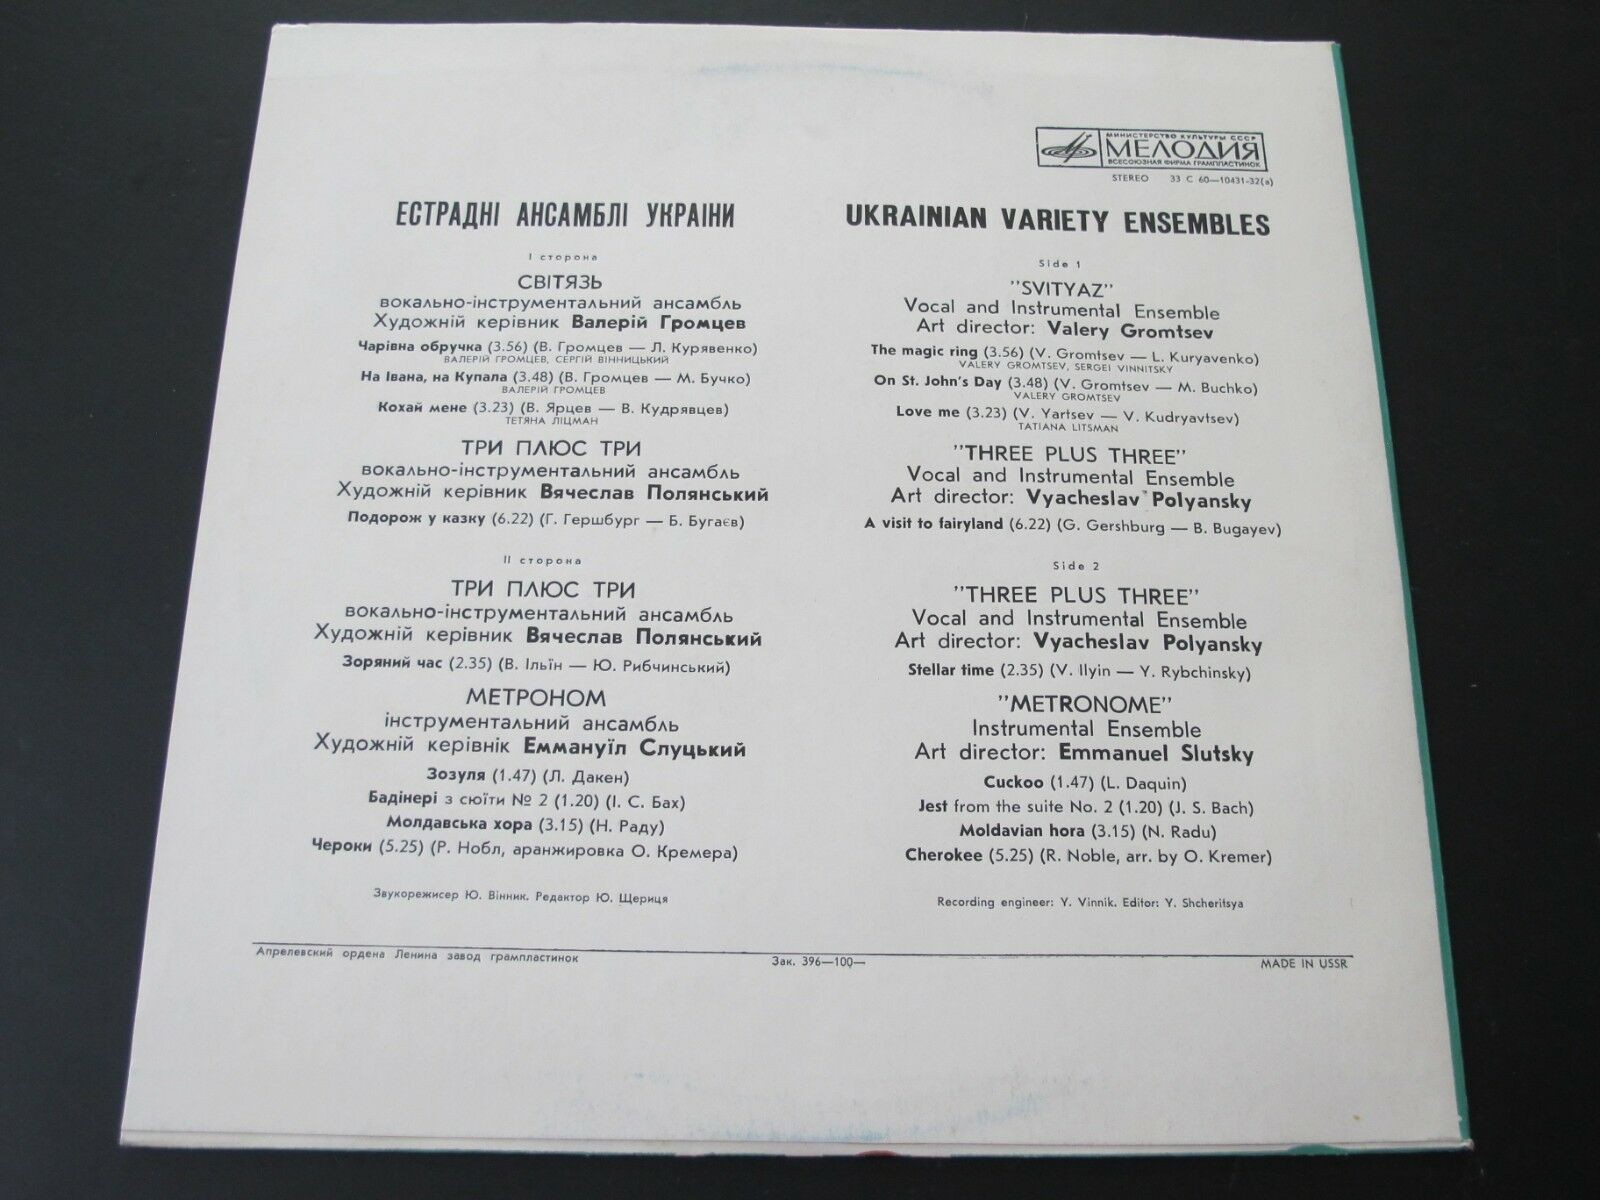 МИНИСТЕРСТВО КУЛЬТУРЫ СССР
МЕЛОДИЯ
ВСЕСОЮЗНАЯ ФИРМА ГРАМПЛАСТИНОК
STEREO 33 С 60—10431-32(а)
ЕСТРАДНІ АНСАМБЛІ УКРАІНИ
I сторона
СВІТЯЗЬ
вокально-інструментальний ансамбль
Художній керівник Валерій Громцев
Чарівна обручка (3.56) (В. Громцев — Л. Курявенко)
ВАЛЕРІЙ ГРОМЦЕВ, СЕРГІЙ ВІННИЦЬКИЙ
На Івана, на Купала (3.48) (В. Громцев — М. Бучко)
ВАЛЕРІЙ ГРОМЦЕВ
Кохай мене (3.23) (В. Ярцев — В. Кудрявцев)
ТЕТЯНА ЛІЦМАН
ТРИ ПЛЮС ТРИ
вокально-інструментальний ансамбль
Художній керівник Вячеслав Полянський
Подорож у казку (6.22) (Г. Гершбург — Б. Бугаєв)
II сторона
ТРИ ПЛЮС ТРИ
вокально-інструментальний ансамбль
Художній керівник Вячеслав Полянський
Зоряний час (2.35) (В. Ільїн — Ю. Рибчинський)
МЕТРОНОМ
інструментальний ансамбль
Художній керівнік Еммануїл Слуцький
Зозуля (1.47) (Л. Дакен)
Бадінері з сюїти № 2 (1.20) (І. С. Бах)
Молдавська хора (3.15) (Н. Раду)
Чероки (5.25) (Р. Нобл, аранжировка О. Кремера)
Звукорежисер Ю. Вінник. Редактор Ю. Щериця
UKRAINIAN VARIETY ENSEMBLES
Side 1
"SVITYAZ"
Vocal and Instrumental Ensemble
Art director: Valery Gromtsev
The magic ring (3.56) (V. Gromtsev — L. Kuryavenko)
VALERY GROMTSEV, SERGEI VINNITSKY
On St. John's Day (3.48) (V. Gromtsev — M. Buchko)
VALERY GROMTSEV
Love me (3.23) (V. Yartsev — V. Kudryavtsev)
TATIANA LITSMAN
"THREE PLUS THREE"
Vocal and Instrumental Ensemble
Art director: Vyacheslav Polyansky
A visit to fairyland (6.22) (G. Gershburg — B. Bugayev)
Side 2
"THREE PLUS THREE"
Vocal and Instrumental Ensemble
Art director: Vyacheslav Polyansky
Stellar time (2.35) (V. Ilyin — Y. Rybchinsky)
"METRONOME"
Instrumental Ensemble
Art director: Emmanuel Slutsky
Cuckoo (1.47) (L. Daquin)
Jest from the suite No. 2 (1.20) (J. S. Bach)
Moldavian hora (3.15) (N. Radu)
Cherokee (5.25) (R. Noble, arr. by O. Kremer)
Recording engineer: Y. Vinnik. Editor: Y. Shcheritsya
Апрелевский ордена Ленина завод грампластинок Зак. 396—100— MADE IN USSR